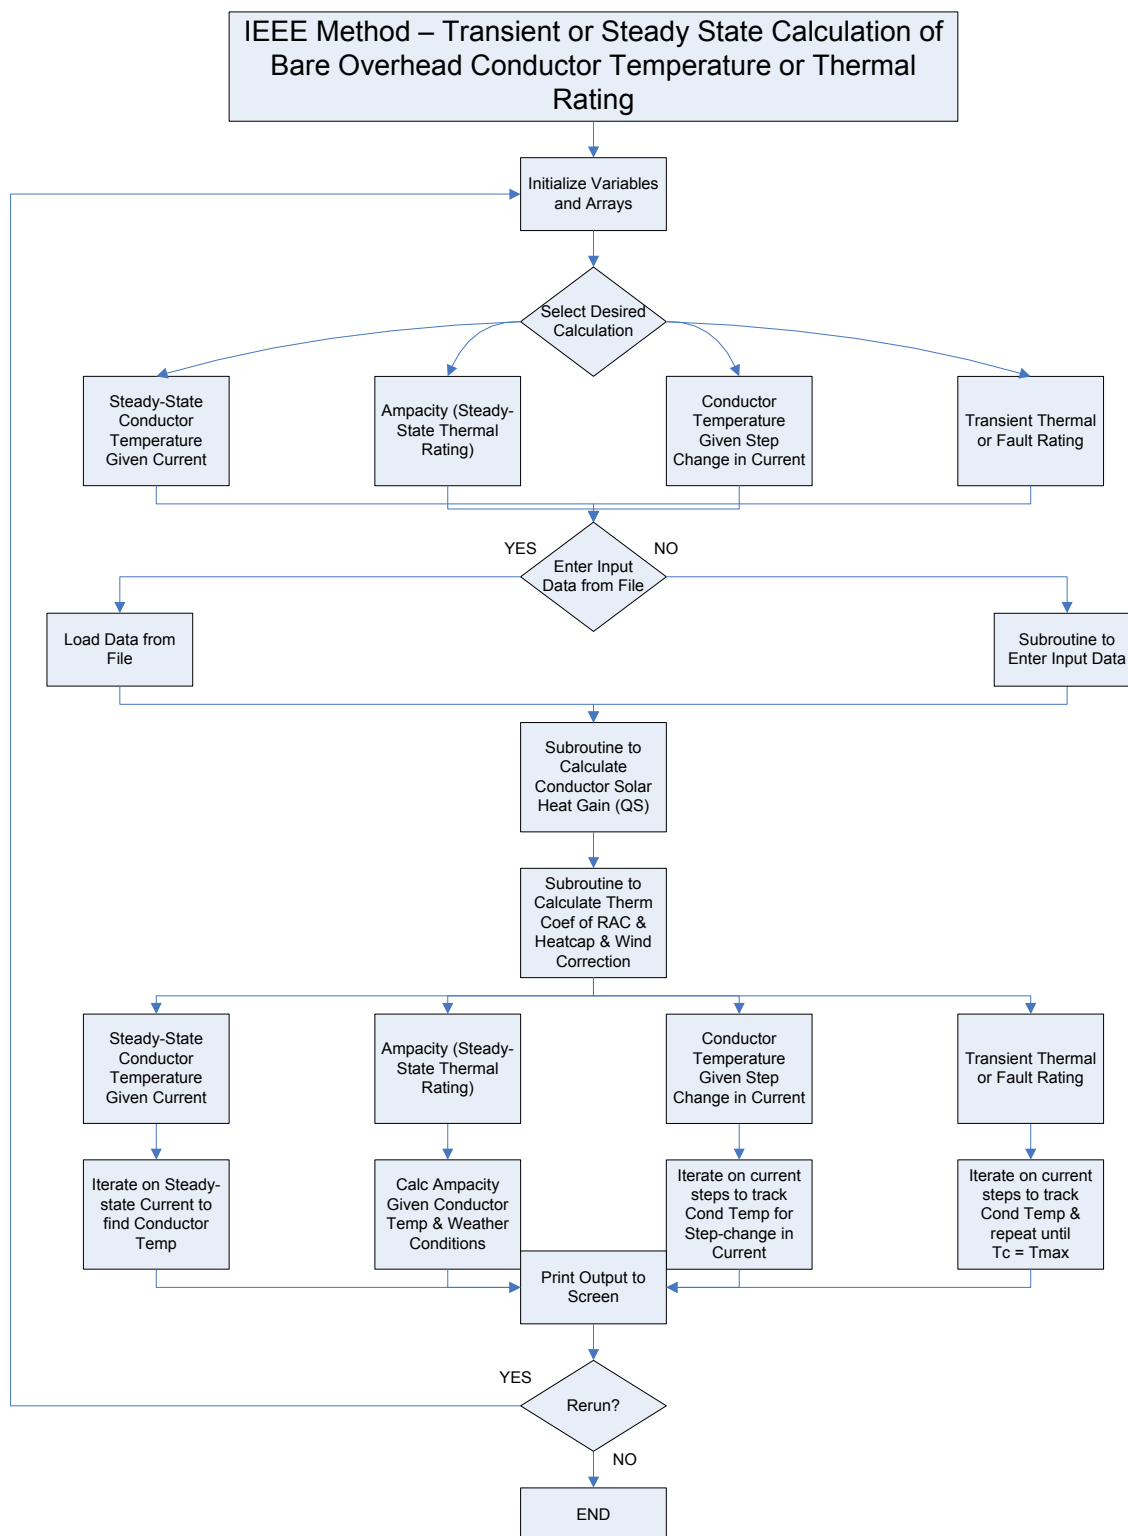 IEEE Method – Transient or Steady State Calculation of
Bare Overhead Conductor Temperature or Thermal
Rating
Initialize Variables
and Arrays
Select Desired
Calculation
Steady-State
Conductor
Temperature
Given Current
Ampacity (Steady-
State Thermal
Rating)
Conductor
Temperature
Given Step
Change in Current
Transient Thermal
or Fault Rating
YES
NO
Enter Input
Data from File
Load Data from
File
Subroutine to
Enter Input Data
Subroutine to
Calculate
Conductor Solar
Heat Gain (QS)
Subroutine to
Calculate Therm
Coef of RAC &
Heatcap & Wind
Correction
Steady-State
Conductor
Temperature
Given Current
Ampacity (Steady-
State Thermal
Rating)
Conductor
Temperature
Given Step
Change in Current
Transient Thermal
or Fault Rating
Iterate on Steady-
state Current to
find Conductor
Temp
Calc Ampacity
Given Conductor
Temp & Weather
Conditions
Iterate on current
steps to track
Cond Temp for
Step-change in
Current
Iterate on current
steps to track
Cond Temp &
repeat until
Tc = Tmax
Print Output to
Screen
YES
Rerun?
NO
END